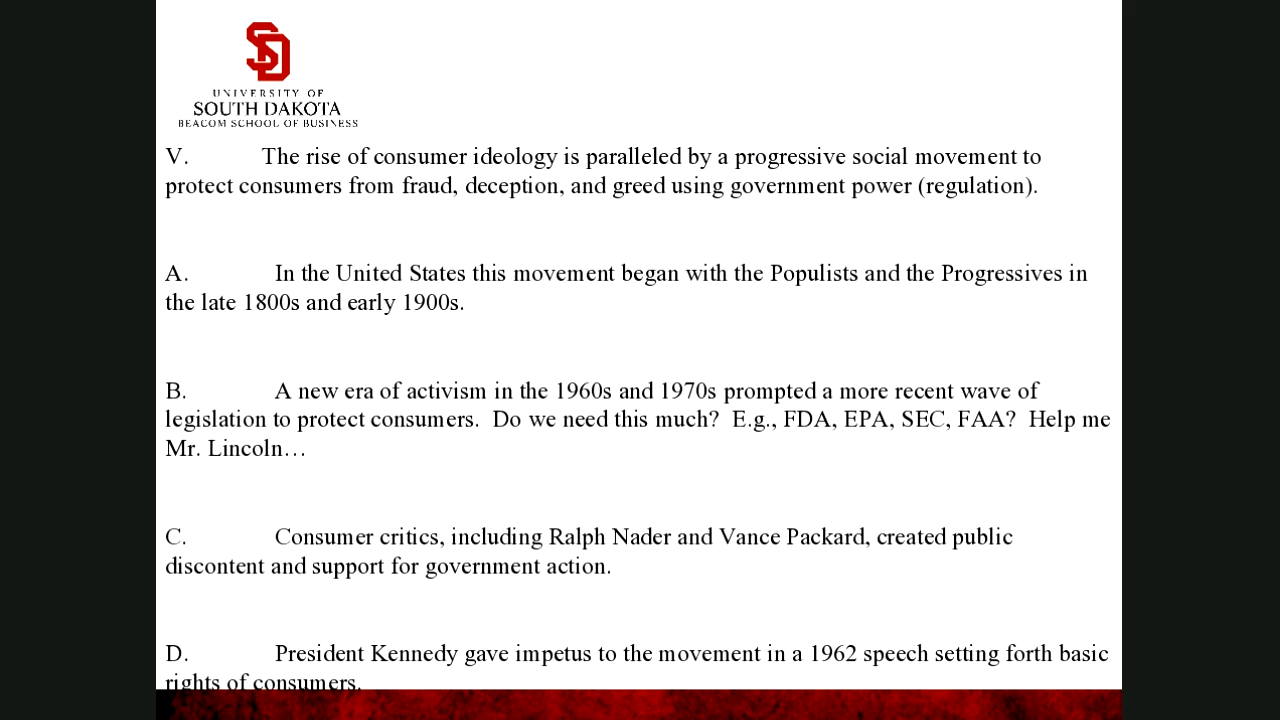 SD
UNIVERSITY OF
SOUTH DAKOTA
BEACOM SCHOOL OF BUSINESS
V. The rise of consumer ideology is paralleled by a progressive social movement to
protect consumers from fraud, deception, and greed using government power (regulation).
A. In the United States this movement began with the Populists and the Progressives in
the late 1800s and early 1900s.
B. A new era of activism in the 1960s and 1970s prompted a more recent wave of
legislation to protect consumers.  Do we need this much?  E.g., FDA, EPA, SEC, FAA?  Help me
Mr. Lincoln…
C. Consumer critics, including Ralph Nader and Vance Packard, created public
discontent and support for government action.
D. President Kennedy gave impetus to the movement in a 1962 speech setting forth basic
rights of consumers.